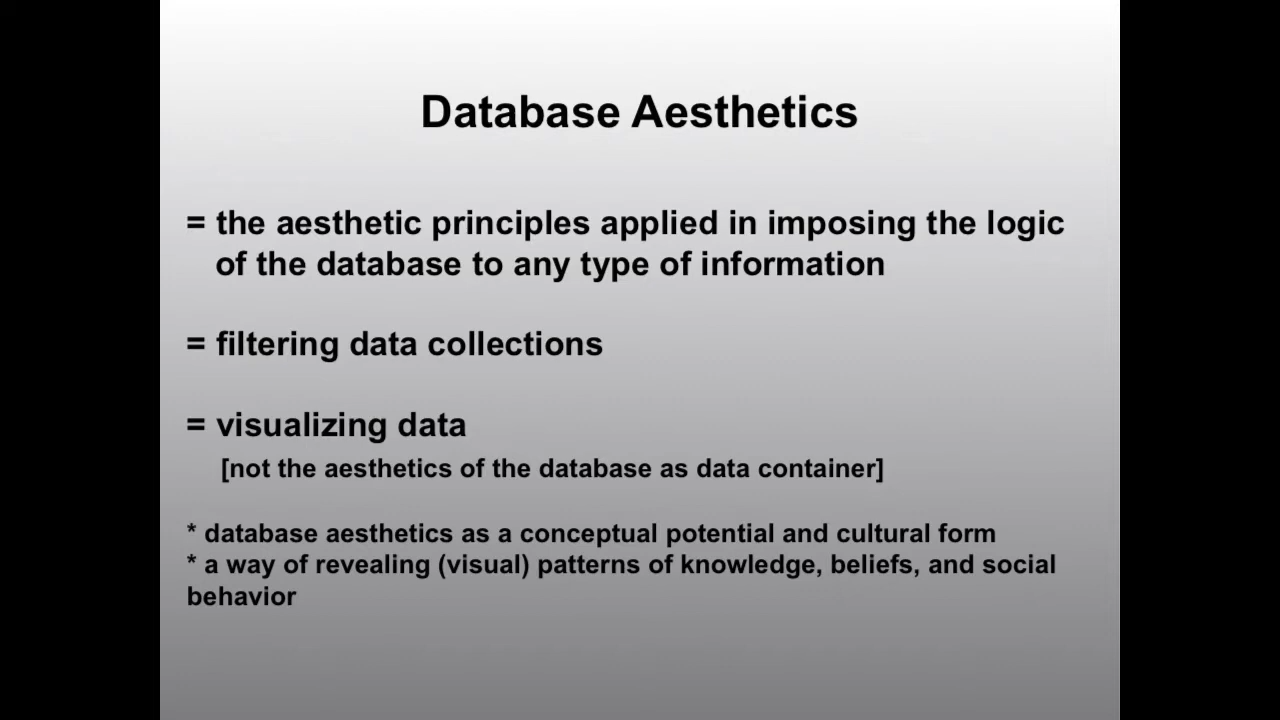 Database Aesthetics
= the aesthetic principles applied in imposing the logic
of the database to any type of information
= filtering data collections
= visualizing data
[not the aesthetics of the database as data container]
* database aesthetics as a conceptual potential and cultural form
* a way of revealing (visual) patterns of knowledge, beliefs, and social
behavior